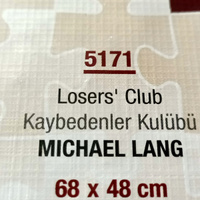 5171
Losers' Club
Kaybedenler Kulübü
MICHAEL LANG
68 x 48 cm